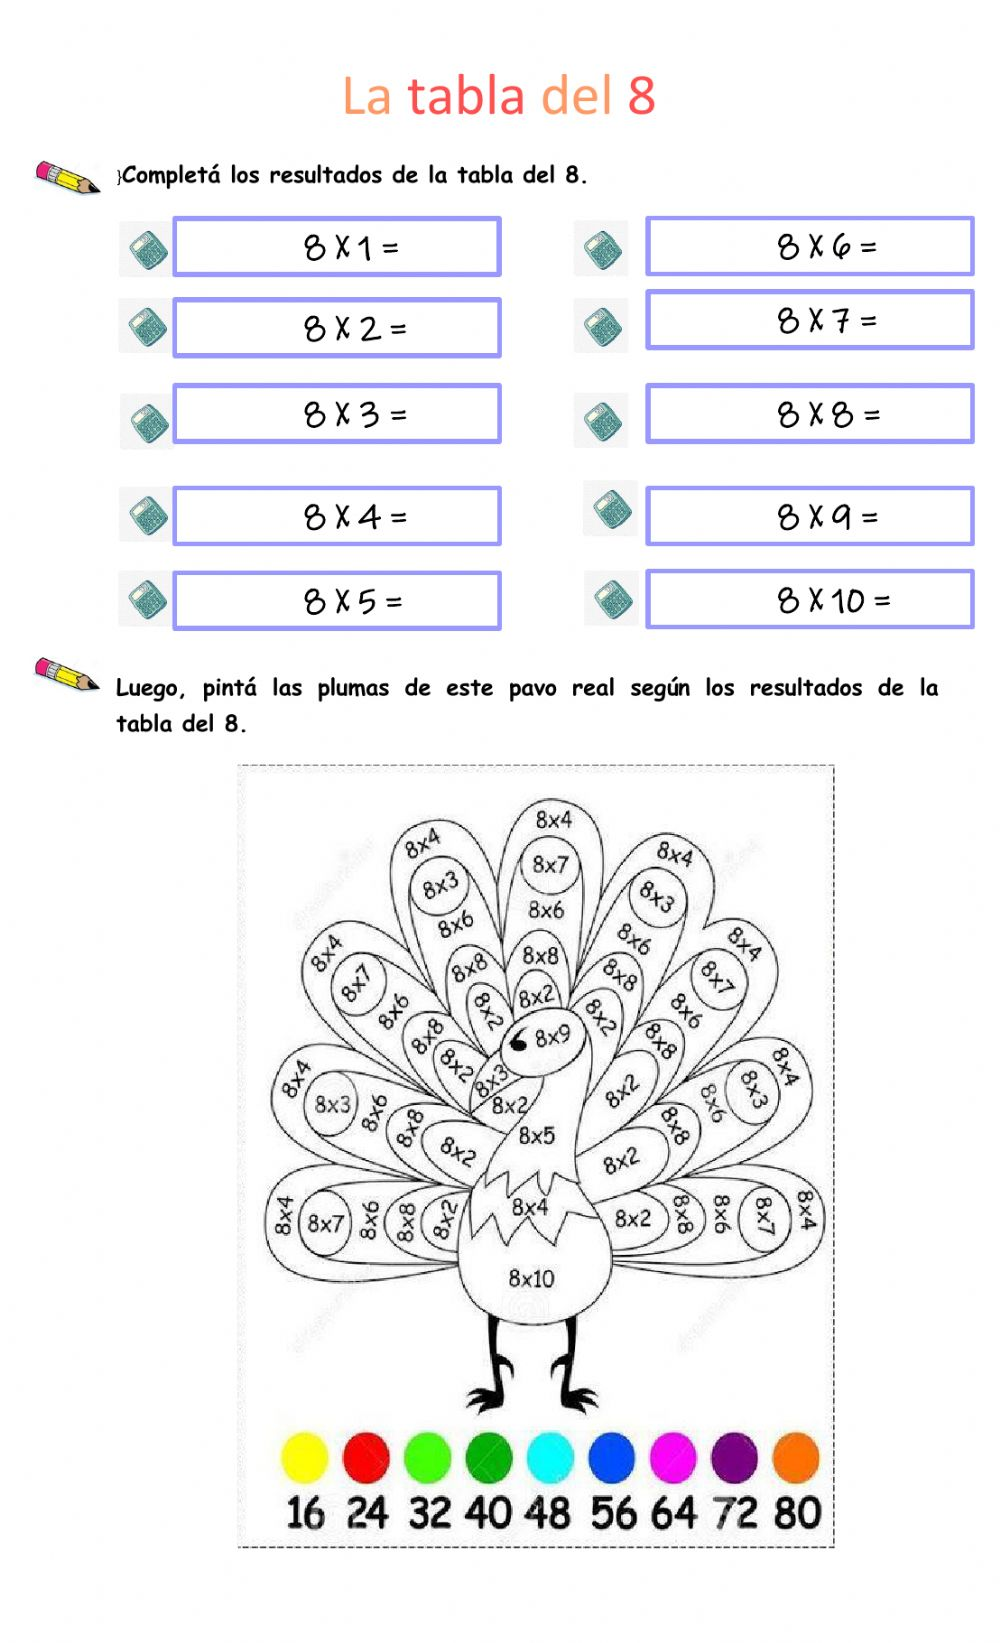 La tabla del 8
}Completá los resultados de la tabla del 8.
8 X 1 =
8 X 6 =
8 X 2 =
8 X 7 =
8 X 3 =
8 X 8 =
8 X 4 =
8 X 9 =
8 X 5 =
8 X 10 =
Luego, pintá las plumas de este pavo real según los resultados de la
tabla del 8.
8x4
8x4
8x4
8x7
8x3
8x3
8x6
8x6
8x6
8x4
8x4
8x8
8x8
8x8
8x7
8x7
8x2
8x2
8x2
8x6
8x6
8x9
8x8
8x8
8x2
8x3
8x2
8x4
8x4
8x3
8x3
8x6
8x6
8x2
8x8
8x8
8x5
8x2
8x2
8x4
8x7
8x6
8x8
8x2
8x4
8x2
8x8
8x6
8x7
8x4
8x10
16 24 32 40 48 56 64 72 80